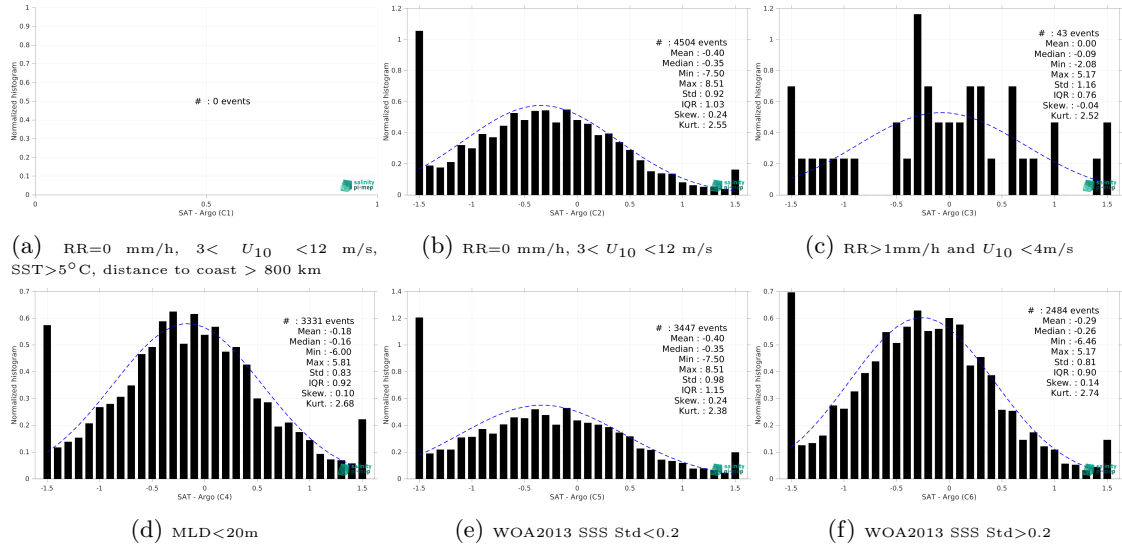 1
0.9
0.8
0.7
0.6
0.5
0.4
0.3
0.2
0.1
0
Normalized histogram
# : 0 events
salinity
pi-mep
0 0.5 1
SAT - Argo (C1)
(a) RR=0 mm/h, 3< U10 <12 m/s,
SST>5°C, distance to coast > 800 km
1.2
1
0.8
0.6
0.4
0.2
0
Normalized histogram
# : 4504 events
Mean : -0.40
Median : -0.35
Min : -7.50
Max : 8.51
Std : 0.92
IQR : 1.03
Skew. : 0.24
Kurt. : 2.55
salinity
pi-mep
-1.5 -1 -0.5 0 0.5 1 1.5
SAT - Argo (C2)
(b) RR=0 mm/h, 3< U10 <12 m/s
1.2
1
0.8
0.6
0.4
0.2
0
Normalized histogram
# : 43 events
Mean : 0.00
Median : -0.09
Min : -2.08
Max : 5.17
Std : 1.16
IQR : 0.76
Skew. : -0.04
Kurt. : 2.52
salinity
pi-mep
-1.5 -1 -0.5 0 0.5 1 1.5
SAT - Argo (C3)
(c) RR>1mm/h and U10 <4m/s
0.7
0.6
0.5
0.4
0.3
0.2
0.1
0
Normalized histogram
# : 3331 events
Mean : -0.18
Median : -0.16
Min : -6.00
Max : 5.81
Std : 0.83
IQR : 0.92
Skew. : 0.10
Kurt. : 2.68
salinity
pi-mep
-1.5 -1 -0.5 0 0.5 1 1.5
SAT - Argo (C4)
(d) MLD<20m
1.4
1.2
1
0.8
0.6
0.4
0.2
0
Normalized histogram
# : 3447 events
Mean : -0.40
Median : -0.35
Min : -7.50
Max : 8.51
Std : 0.98
IQR : 1.15
Skew. : 0.24
Kurt. : 2.38
salinity
pi-mep
-1.5 -1 -0.5 0 0.5 1 1.5
SAT - Argo (C5)
(e) WOA2013 SSS Std<0.2
0.7
0.6
0.5
0.4
0.3
0.2
0.1
0
Normalized histogram
# : 2484 events
Mean : -0.29
Median : -0.26
Min : -6.46
Max : 5.17
Std : 0.81
IQR : 0.90
Skew. : 0.14
Kurt. : 2.74
salinity
pi-mep
-1.5 -1 -0.5 0 0.5 1 1.5
SAT - Argo (C6)
(f) WOA2013 SSS Std>0.2